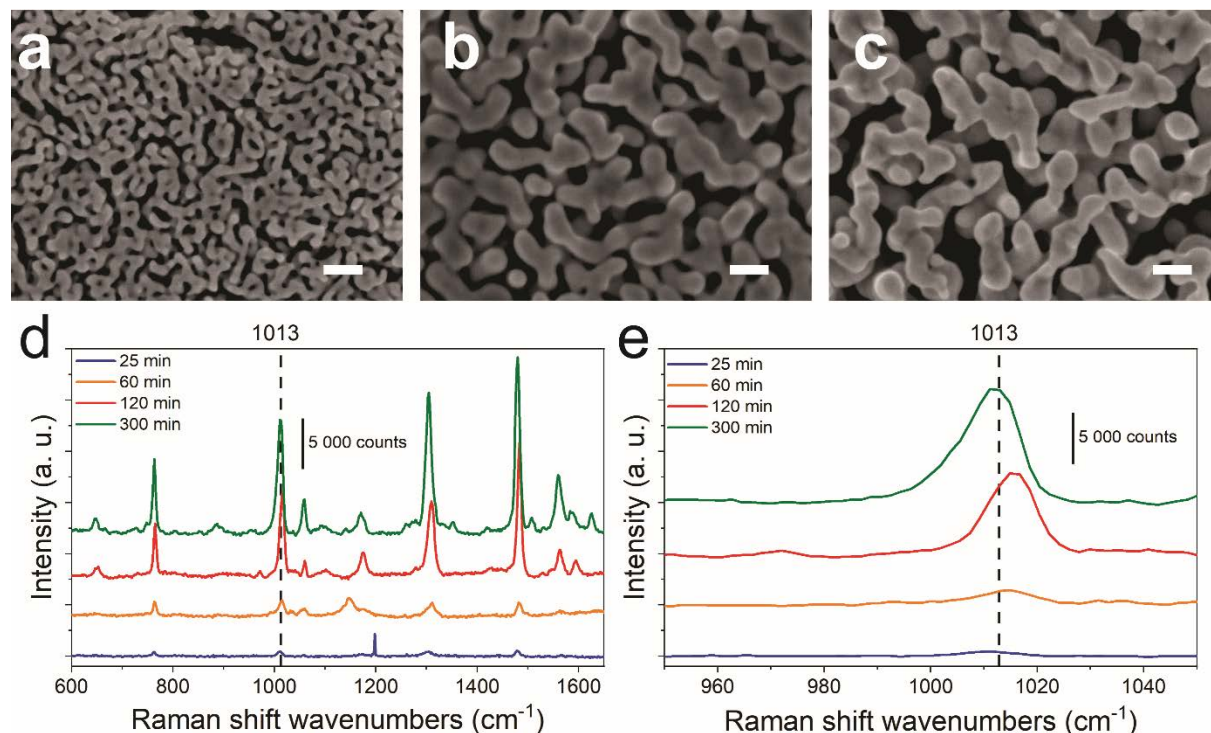 a
b
c
d
1013
25 min
60 min
120 min
300 min
5 000 counts
Intensity (a. u.)
600 800 1000 1200 1400 1600
Raman shift wavenumbers (cm⁻¹)
e
1013
25 min
60 min
120 min
300 min
5 000 counts
Intensity (a. u.)
960 980 1000 1020 1040
Raman shift wavenumbers (cm⁻¹)